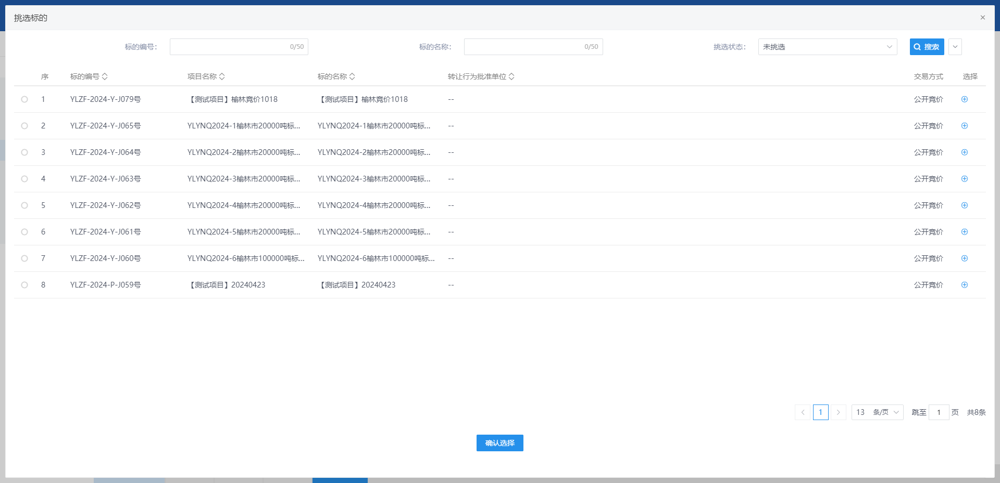 挑选标的
标的编号： 0/50 标的名称： 0/50 挑选状态： 未挑选 搜索
序 标的编号 项目名称 标的名称 转让行为批准单位 交易方式 选择
1 YLZF-2024-Y-J079号 【测试项目】榆林竞价1018 【测试项目】榆林竞价1018 -- 公开竞价
2 YLZF-2024-Y-J065号 YLYNQ2024-1榆林市20000吨标... YLYNQ2024-1榆林市20000吨标... -- 公开竞价
3 YLZF-2024-Y-J064号 YLYNQ2024-2榆林市20000吨标... YLYNQ2024-2榆林市20000吨标... -- 公开竞价
4 YLZF-2024-Y-J063号 YLYNQ2024-3榆林市20000吨标... YLYNQ2024-3榆林市20000吨标... -- 公开竞价
5 YLZF-2024-Y-J062号 YLYNQ2024-4榆林市20000吨标... YLYNQ2024-4榆林市20000吨标... -- 公开竞价
6 YLZF-2024-Y-J061号 YLYNQ2024-5榆林市20000吨标... YLYNQ2024-5榆林市20000吨标... -- 公开竞价
7 YLZF-2024-Y-J060号 YLYNQ2024-6榆林市100000吨标... YLYNQ2024-6榆林市100000吨标... -- 公开竞价
8 YLZF-2024-P-J059号 【测试项目】20240423 【测试项目】20240423 -- 公开竞价
1 13 条/页 跳至 1 页 共8条
确认选择